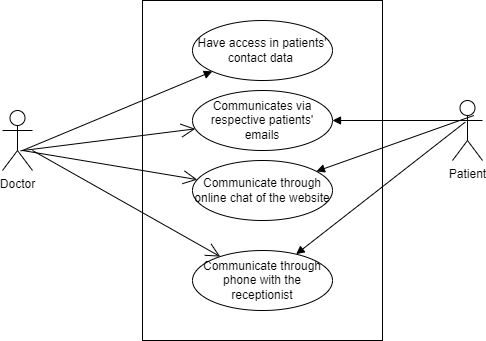 Have access in patients'
contact data
Communicates via
respective patients'
emails
Doctor
Patient
Communicate through
online chat of the website
Communicate through
phone with the
receptionist